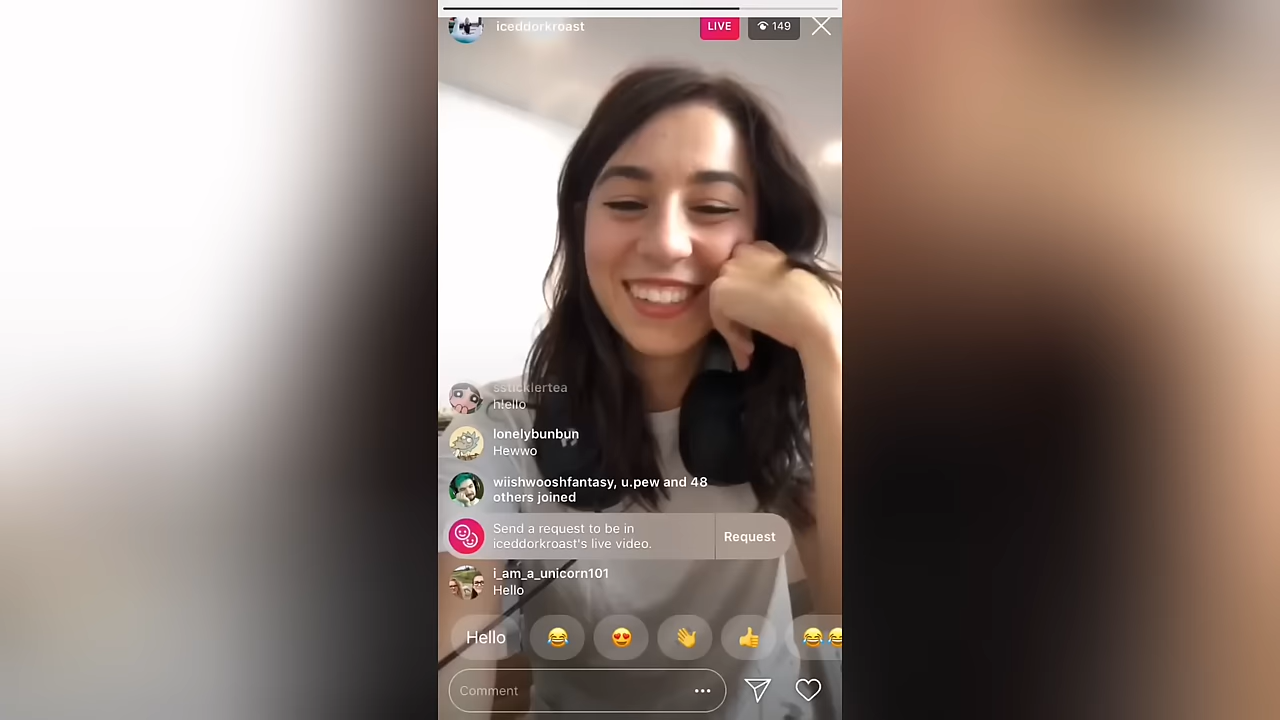 iceddorkroast
LIVE
149
ssticklertea
h!ello
lonelybunbun
Hewwo
wiishwooshfantasy, u.pew and 48
others joined
Send a request to be in
iceddorkroast's live video.
Request
i_am_a_unicorn101
Hello
Hello
Comment